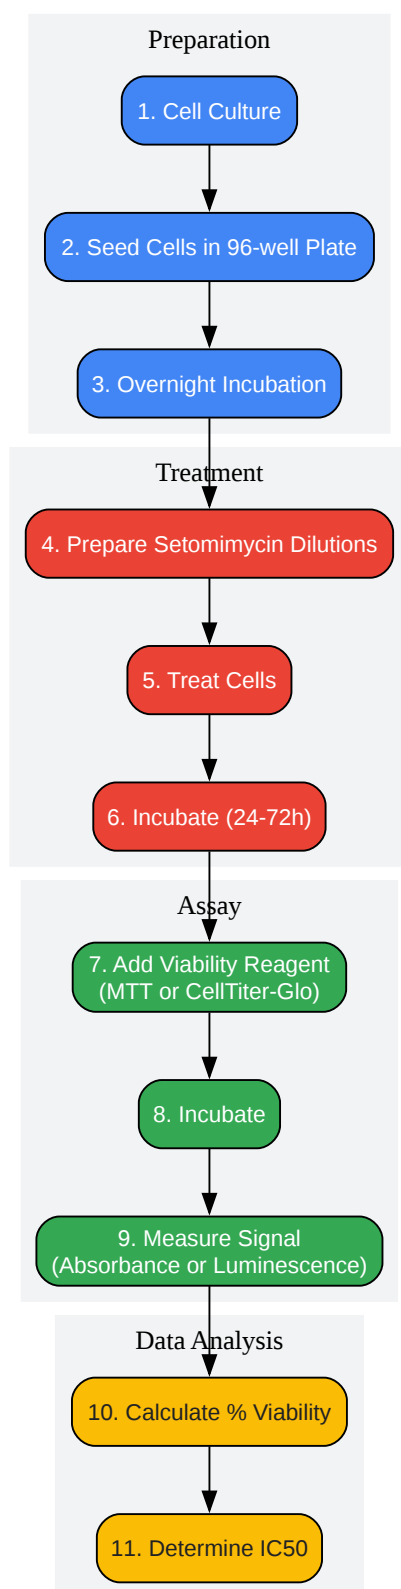 Preparation
1. Cell Culture
2. Seed Cells in 96-well Plate
3. Overnight Incubation
Treatment
4. Prepare Setomimycin Dilutions
5. Treat Cells
6. Incubate (24-72h)
Assay
7. Add Viability Reagent
(MTT or CellTiter-Glo)
8. Incubate
9. Measure Signal
(Absorbance or Luminescence)
Data Analysis
10. Calculate % Viability
11. Determine IC50